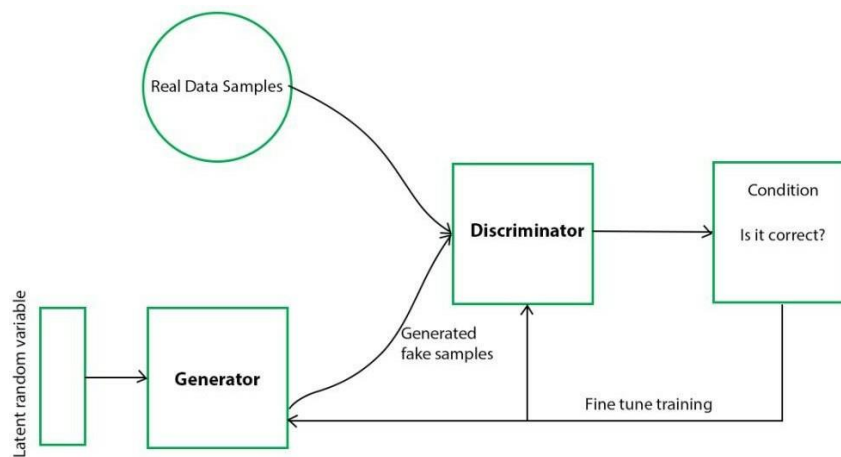 Real Data Samples
Discriminator
Condition
Is it correct?
Latent random variable
Generator
Generated
fake samples
Fine tune training